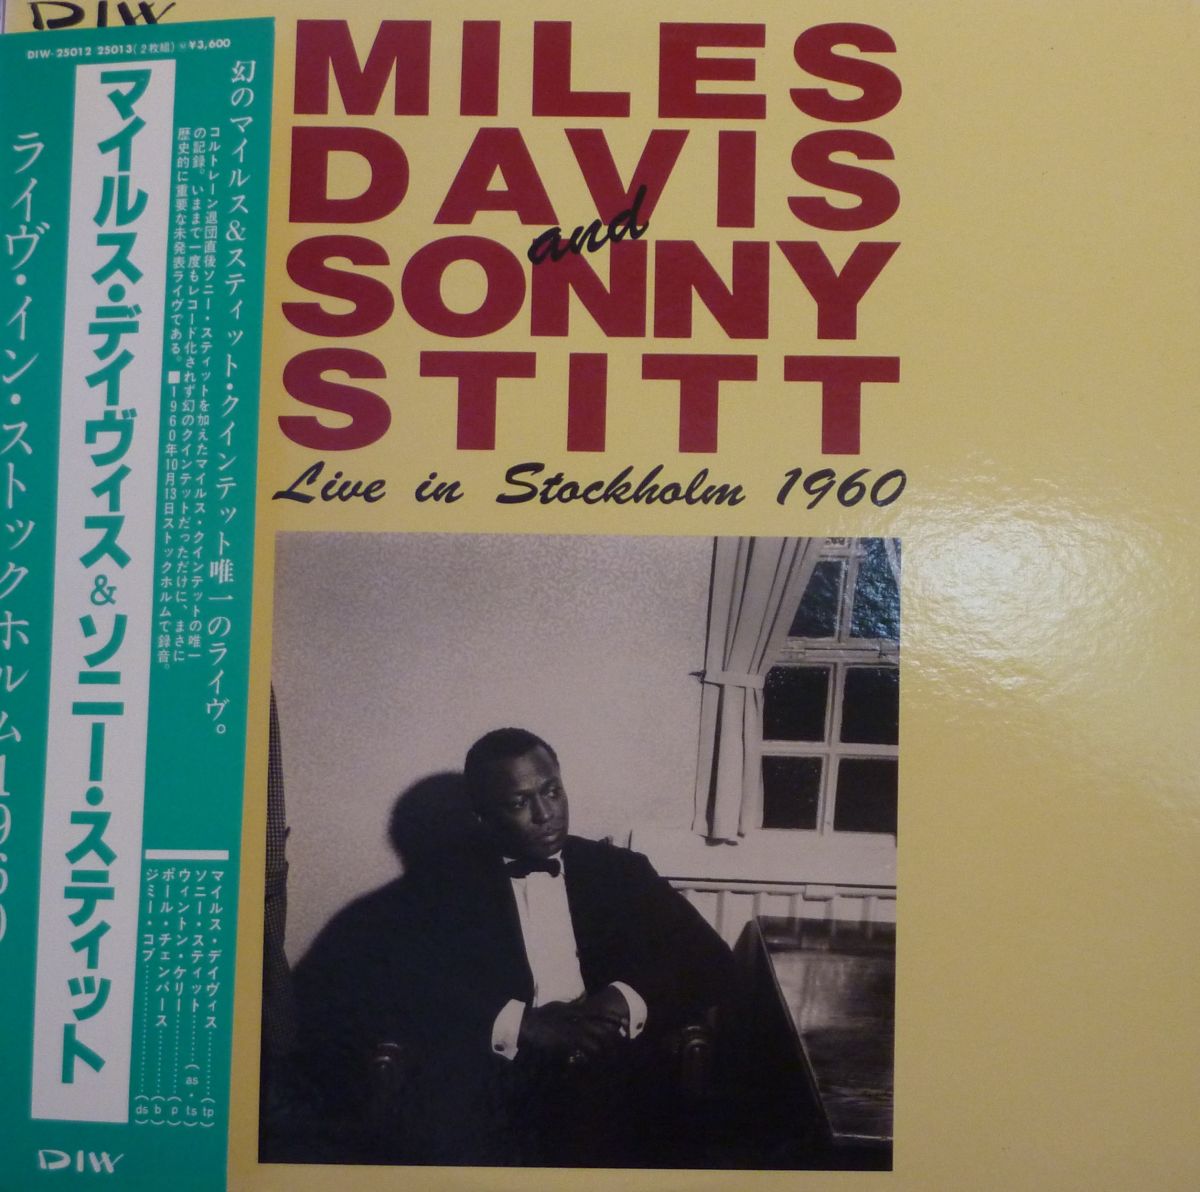 DIW
DIW-25012 25013(2枚組) ¥3,600
幻のマイルス&スティット・クインテット唯一のライヴ。
コルトレーン退団直後ソニー・スティットを加えたマイルス・クインテットの唯一
の記録。いままで一度もレコード化されず幻のクインテットだっただけに、まさに
歴史的に重要な未発表ライヴである。■1960年10月13日ストックホルムで録音。
マイルス・デイヴィス&ソニー・スティット
ライヴ・イン・ストックホルム1960
マイルス・デイヴィス…………(tp)
ソニー・スティット…………(as・ts)
ウィントン・ケリー…………(p)
ポール・チェンバース…………(b)
ジミー・コブ…………(ds)
DIW
MILES
DAVIS
and
SONNY
STITT
Live in Stockholm 1960